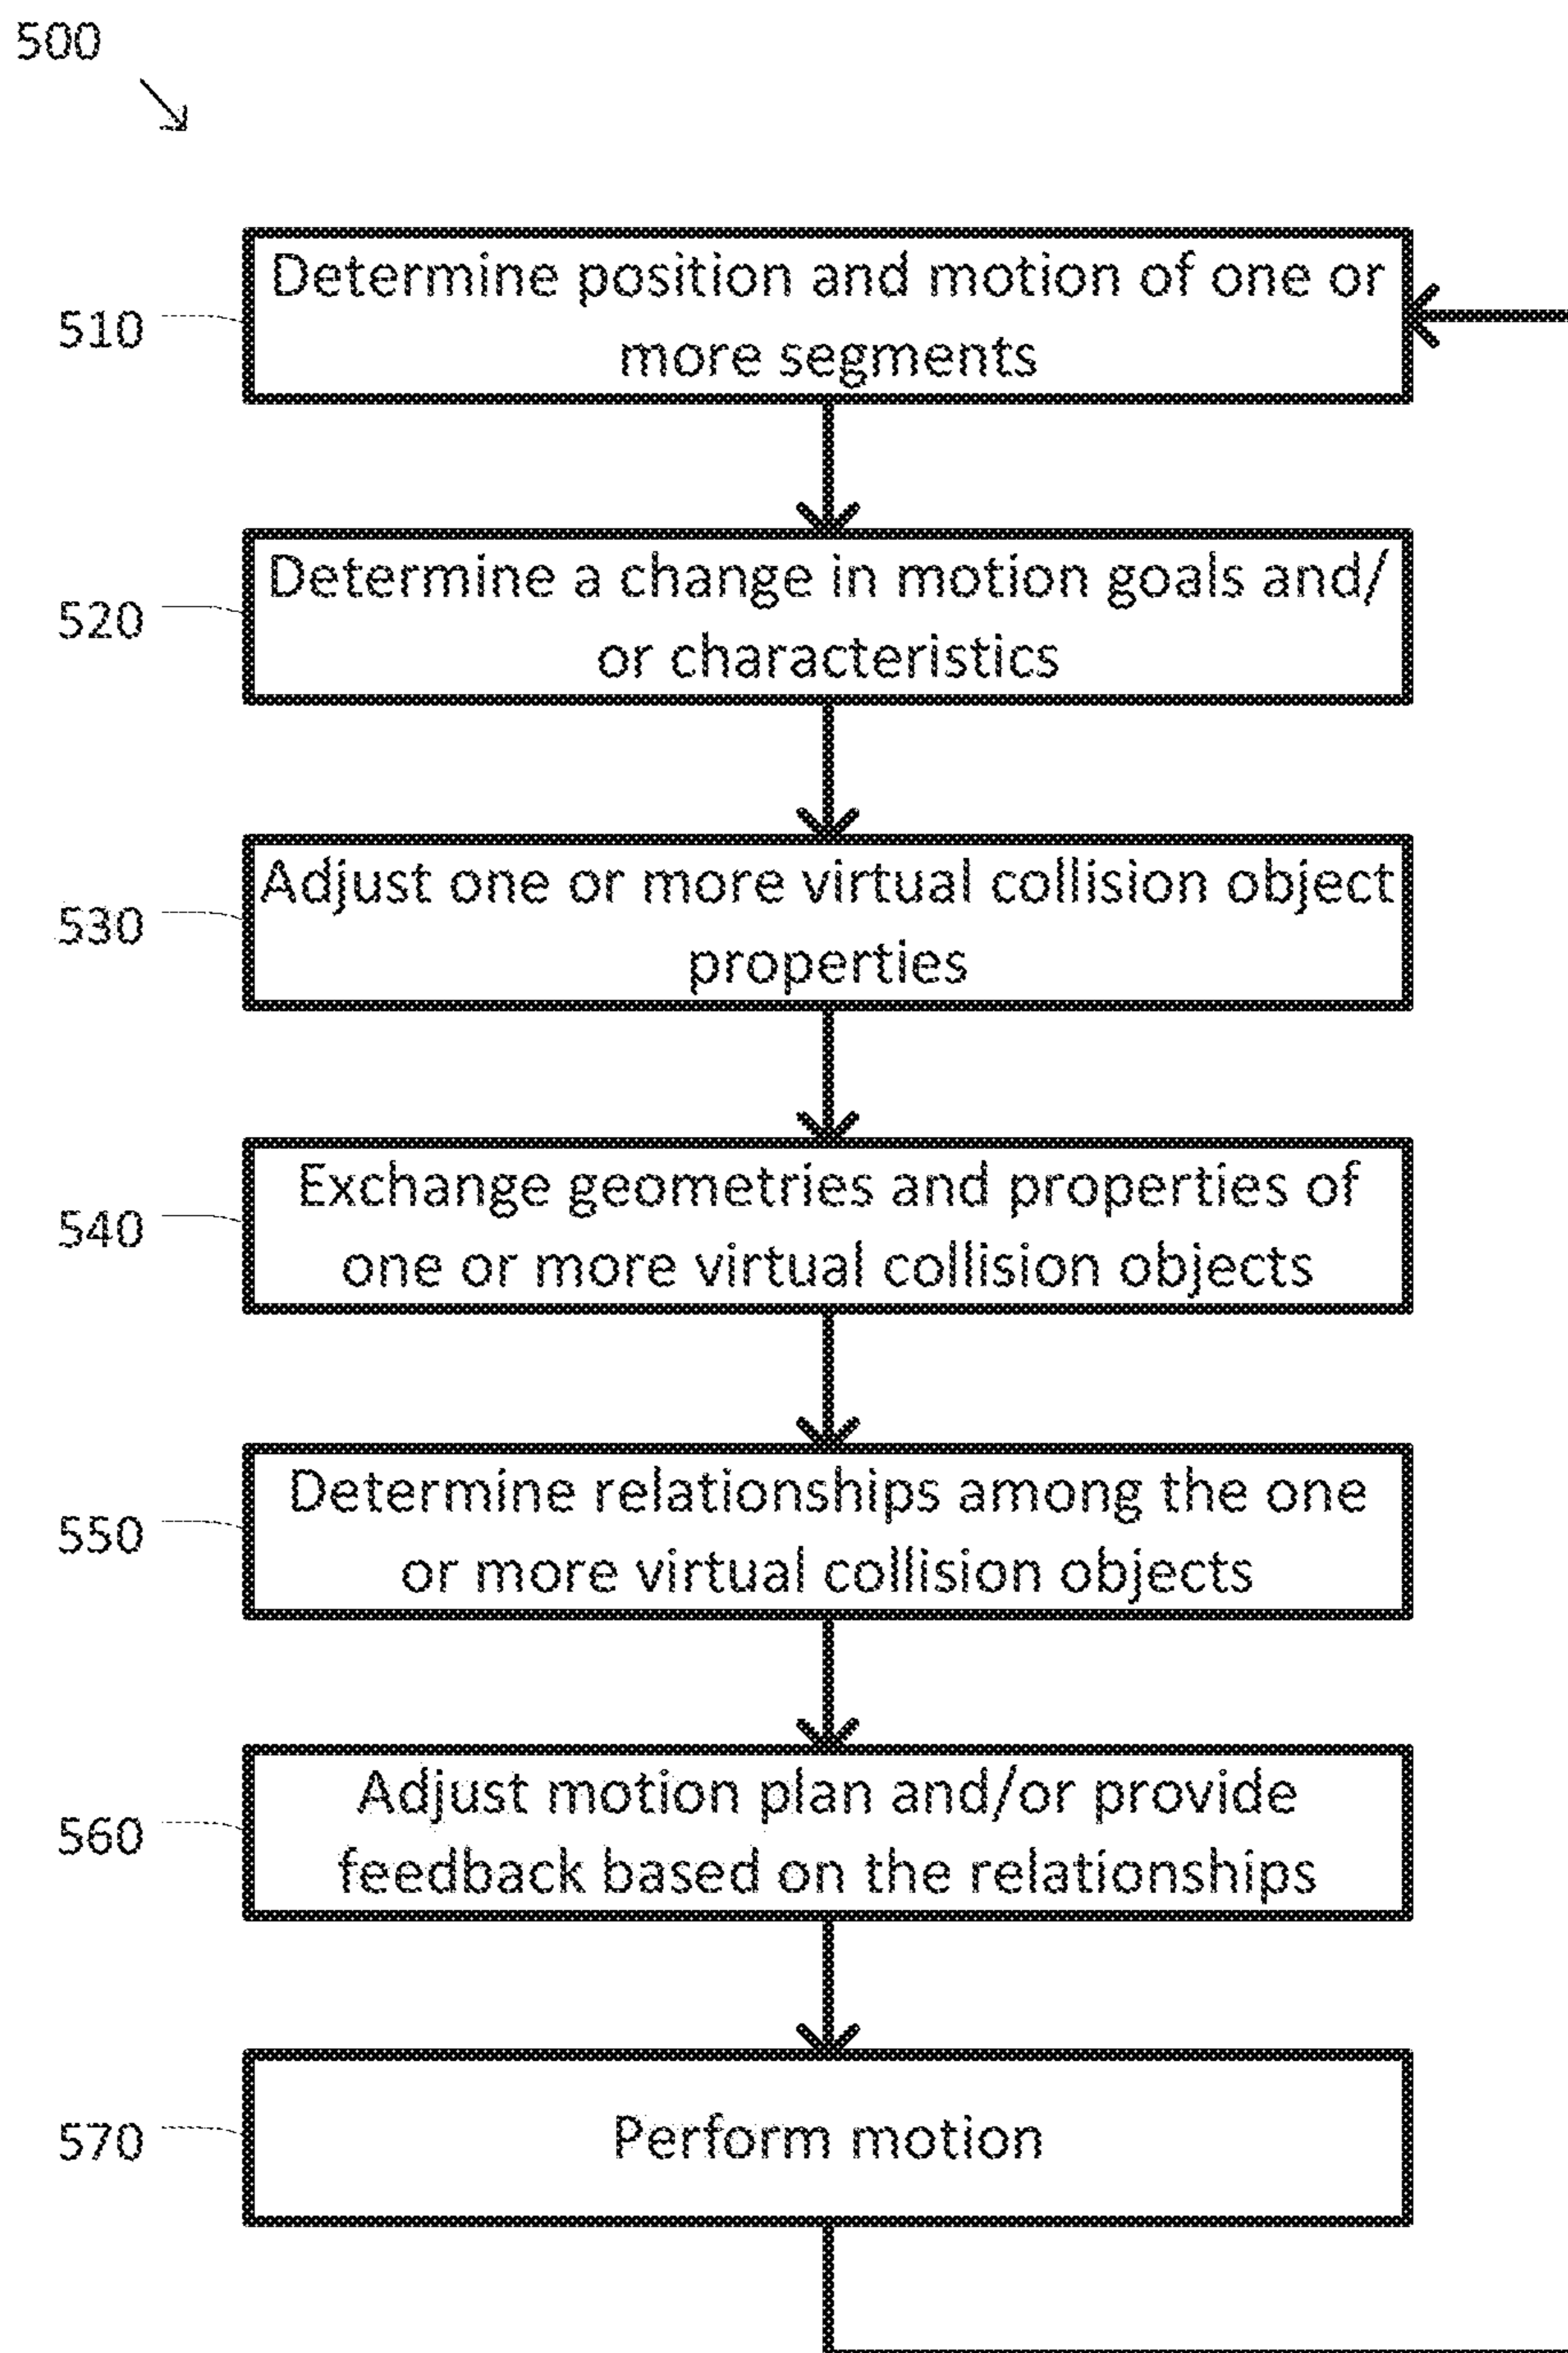 500
510
Determine position and motion of one or
more segments
520
Determine a change in motion goals and/
or characteristics
530
Adjust one or more virtual collision object
properties
540
Exchange geometries and properties of
one or more virtual collision objects
550
Determine relationships among the one
or more virtual collision objects
560
Adjust motion plan and/or provide
feedback based on the relationships
570
Perform motion